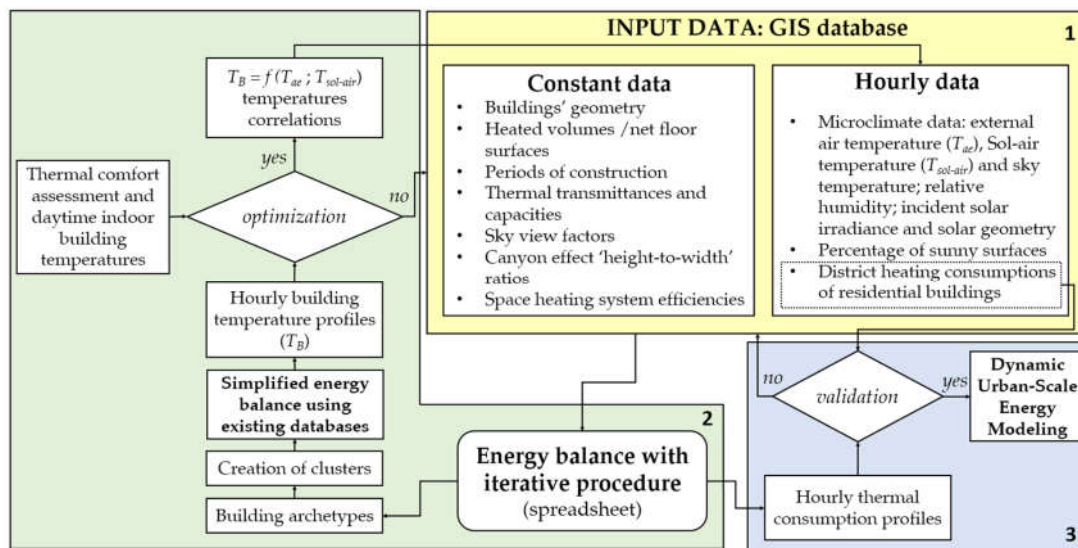 INPUT DATA: GIS database
1
Constant data
• Buildings' geometry
• Heated volumes /net floor
surfaces
• Periods of construction
• Thermal transmittances and
capacities
• Sky view factors
• Canyon effect 'height-to-width'
ratios
• Space heating system efficiencies
Hourly data
• Microclimate data: external
air temperature (Tae), Sol-air
temperature (Tsol-air) and sky
temperature; relative
humidity; incident solar
irradiance and solar geometry
• Percentage of sunny surfaces
• District heating consumptions
of residential buildings
TB = f (Tae ; Tsol-air)
temperatures
correlations
yes
Thermal comfort
assessment and
daytime indoor
building
temperatures
optimization
no
Hourly building
temperature profiles
(TB)
Simplified energy
balance using
existing databases
Creation of clusters
Building archetypes
2
Energy balance with
iterative procedure
(spreadsheet)
no
validation
yes
Dynamic
Urban-Scale
Energy
Modeling
Hourly thermal
consumption profiles
3